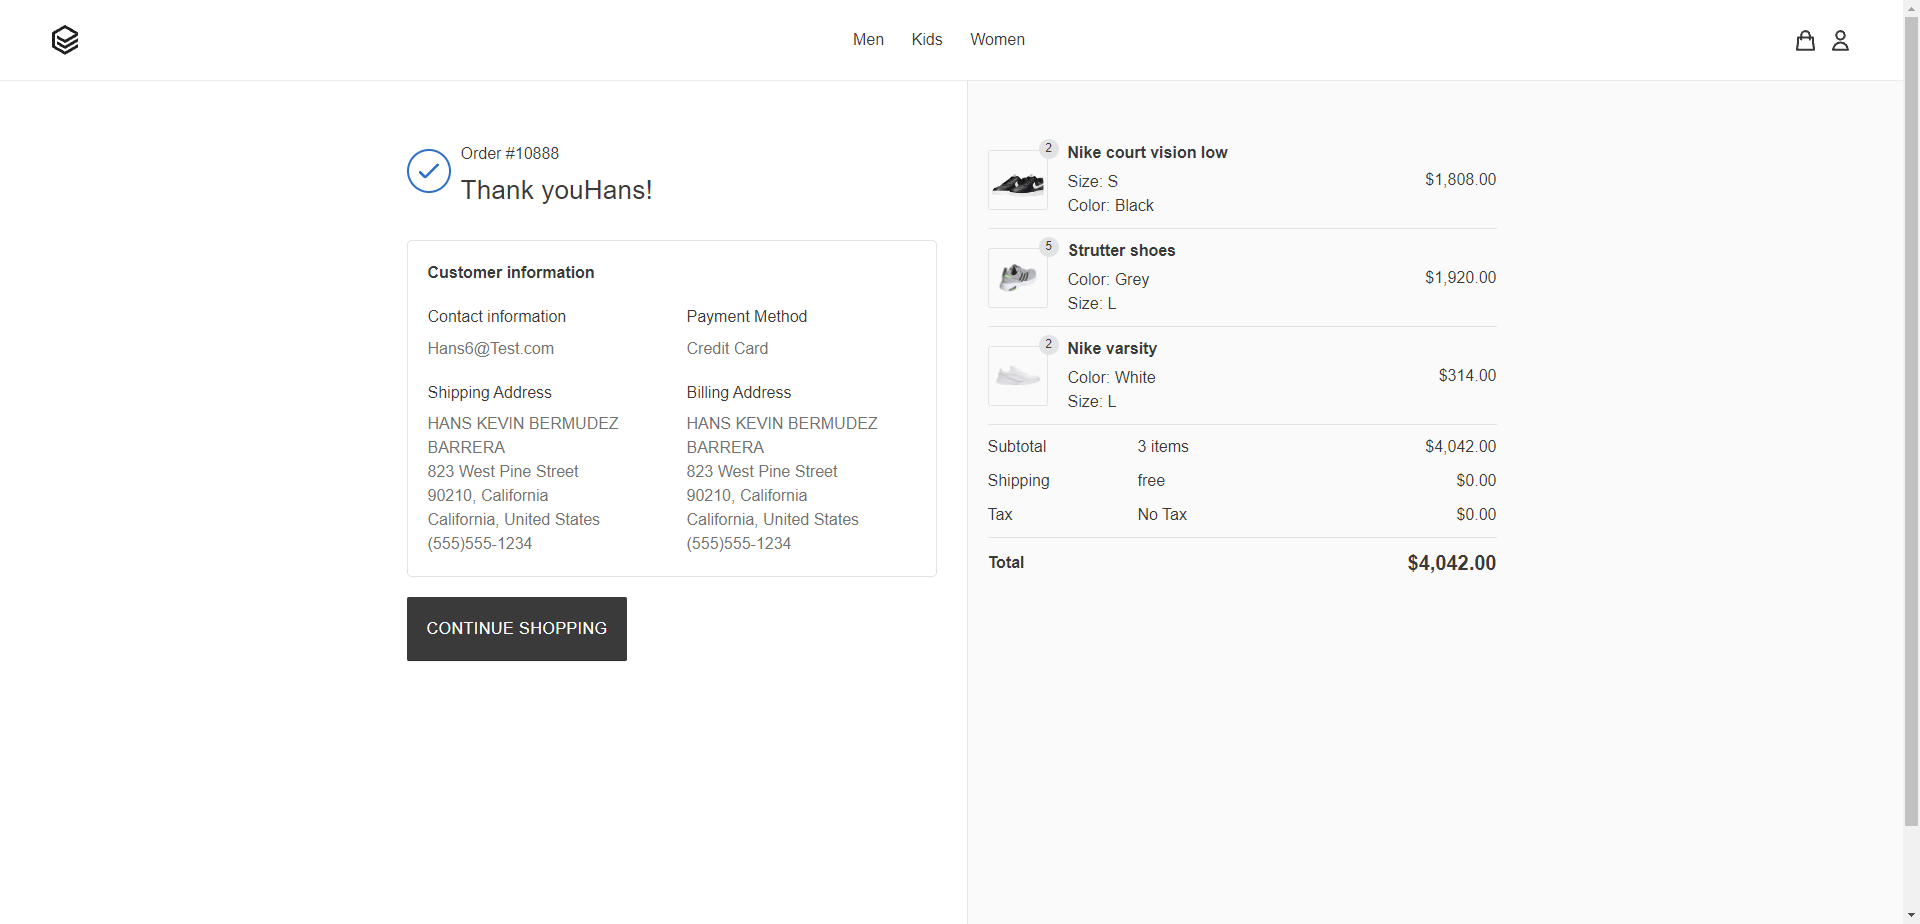 Men Kids Women
Order #10888
Thank youHans!
Customer information
Contact information
Hans6@Test.com
Payment Method
Credit Card
Shipping Address
HANS KEVIN BERMUDEZ
BARRERA
823 West Pine Street
90210, California
California, United States
(555)555-1234
Billing Address
HANS KEVIN BERMUDEZ
BARRERA
823 West Pine Street
90210, California
California, United States
(555)555-1234
CONTINUE SHOPPING
2
Nike court vision low
Size: S
Color: Black
$1,808.00
5
Strutter shoes
Color: Grey
Size: L
$1,920.00
2
Nike varsity
Color: White
Size: L
$314.00
Subtotal 3 items $4,042.00
Shipping free $0.00
Tax No Tax $0.00
Total $4,042.00